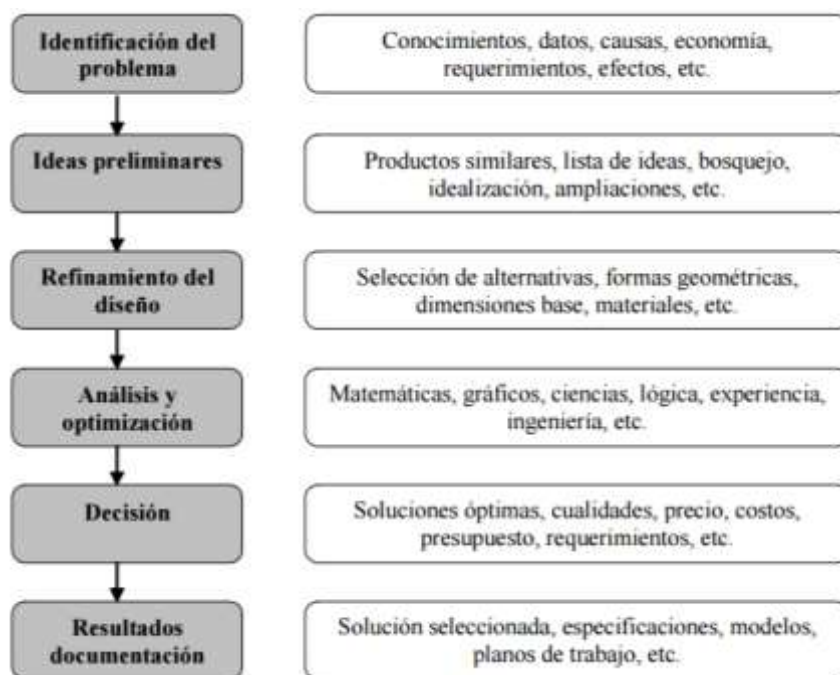 Identificación del
problema
Conocimientos, datos, causas, economía,
requerimientos, efectos, etc.
Ideas preliminares
Productos similares, lista de ideas, bosquejo,
idealización, ampliaciones, etc.
Refinamiento del
diseño
Selección de alternativas, formas geométricas,
dimensiones base, materiales, etc.
Análisis y
optimización
Matemáticas, gráficos, ciencias, lógica, experiencia,
ingeniería, etc.
Decisión
Soluciones óptimas, cualidades, precio, costos,
presupuesto, requerimientos, etc.
Resultados
documentación
Solución seleccionada, especificaciones, modelos,
planos de trabajo, etc.